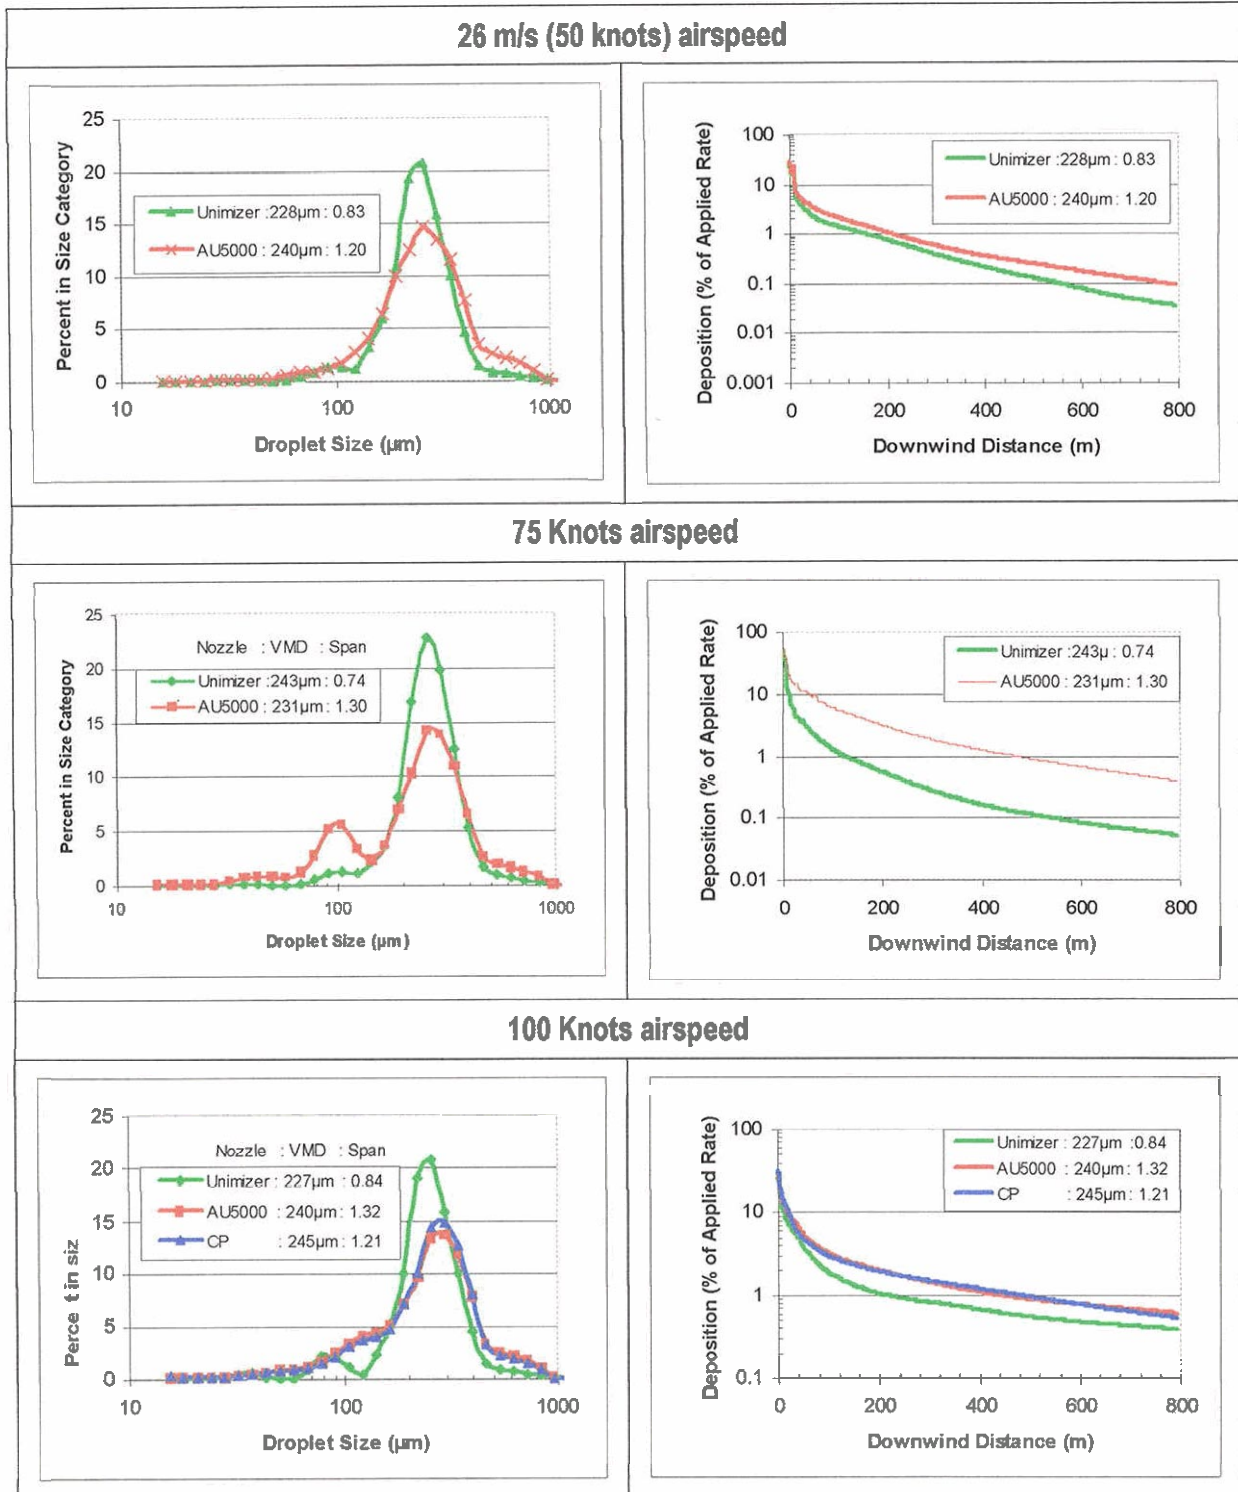 26 m/s (50 knots) airspeed
Percent in Size Category
25
20
15
10
5
0
Unimizer :228µm : 0.83
AU5000 : 240µm : 1.20
10
100
1000
Droplet Size (µm)
Deposition (% of Applied Rate)
100
10
1
0.1
0.01
0.001
Unimizer :228µm : 0.83
AU5000 : 240µm : 1.20
0
200
400
600
800
Downwind Distance (m)
75 Knots airspeed
Percent in Size Category
25
20
15
10
5
0
Nozzle : VMD : Span
Unimizer :243µm : 0.74
AU5000 : 231µm : 1.30
10
100
1000
Droplet Size (µm)
Deposition (% of Applied Rate)
100
10
1
0.1
0.01
Unimizer :243µ : 0.74
AU5000 : 231µm : 1.30
0
200
400
600
800
Downwind Distance (m)
100 Knots airspeed
Perce t in siz
25
20
15
10
5
0
Nozzle : VMD : Span
Unimizer : 227µm : 0.84
AU5000 : 240µm : 1.32
CP : 245µm : 1.21
10
100
1000
Droplet Size (µm)
Deposition (% of Applied Rate)
100
10
1
0.1
Unimizer : 227µm :0.84
AU5000 : 240µm : 1.32
CP : 245µm : 1.21
0
200
400
600
800
Downwind Distance (m)